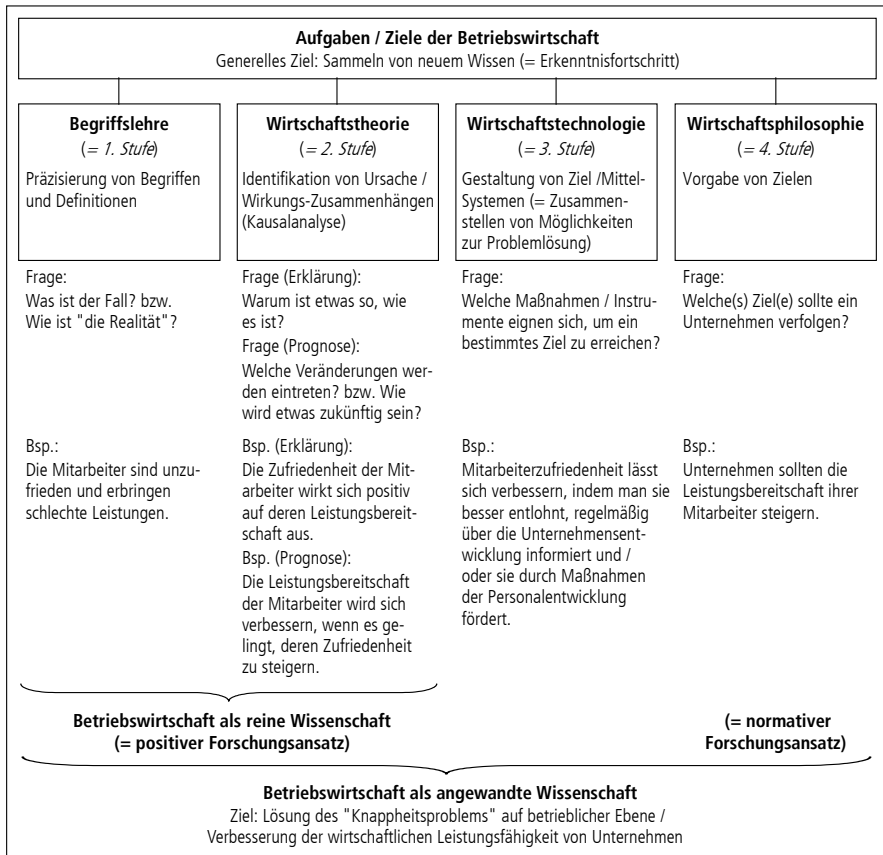 Aufgaben / Ziele der Betriebswirtschaft
Generelles Ziel: Sammeln von neuem Wissen (= Erkenntnisfortschritt)
Begriffslehre
(= 1. Stufe)
Präzisierung von Begriffen
und Definitionen
Frage:
Was ist der Fall? bzw.
Wie ist "die Realität"?
Bsp.:
Die Mitarbeiter sind unzu-
frieden und erbringen
schlechte Leistungen.
Wirtschaftstheorie
(= 2. Stufe)
Identifikation von Ursache /
Wirkungs-Zusammenhängen
(Kausalanalyse)
Frage (Erklärung):
Warum ist etwas so, wie
es ist?
Frage (Prognose):
Welche Veränderungen wer-
den eintreten? bzw. Wie
wird etwas zukünftig sein?
Bsp. (Erklärung):
Die Zufriedenheit der Mit-
arbeiter wirkt sich positiv
auf deren Leistungsbereit-
schaft aus.
Bsp. (Prognose):
Die Leistungsbereitschaft
der Mitarbeiter wird sich
verbessern, wenn es ge-
lingt, deren Zufriedenheit
zu steigern.
Wirtschaftstechnologie
(= 3. Stufe)
Gestaltung von Ziel /Mittel-
Systemen (= Zusammen-
stellen von Möglichkeiten
zur Problemlösung)
Frage:
Welche Maßnahmen / Instru-
mente eignen sich, um ein
bestimmtes Ziel zu erreichen?
Bsp.:
Mitarbeiterzufriedenheit lässt
sich verbessern, indem man sie
besser entlohnt, regelmäßig
über die Unternehmensent-
wicklung informiert und /
oder sie durch Maßnahmen
der Personalentwicklung
fördert.
Wirtschaftsphilosophie
(= 4. Stufe)
Vorgabe von Zielen
Frage:
Welche(s) Ziel(e) sollte ein
Unternehmen verfolgen?
Bsp.:
Unternehmen sollten die
Leistungsbereitschaft ihrer
Mitarbeiter steigern.
Betriebswirtschaft als reine Wissenschaft
(= positiver Forschungsansatz)
(= normativer
Forschungsansatz)
Betriebswirtschaft als angewandte Wissenschaft
Ziel: Lösung des "Knappheitsproblems" auf betrieblicher Ebene /
Verbesserung der wirtschaftlichen Leistungsfähigkeit von Unternehmen